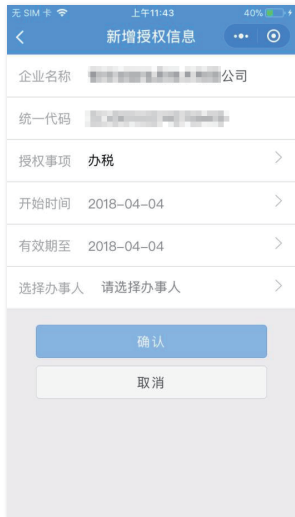 无 SIM 卡 上午11:43 40%
新增授权信息
企业名称 公司
统一代码
授权事项 办税
开始时间 2018-04-04
有效期至 2018-04-04
选择办事人 请选择办事人
确认
取消